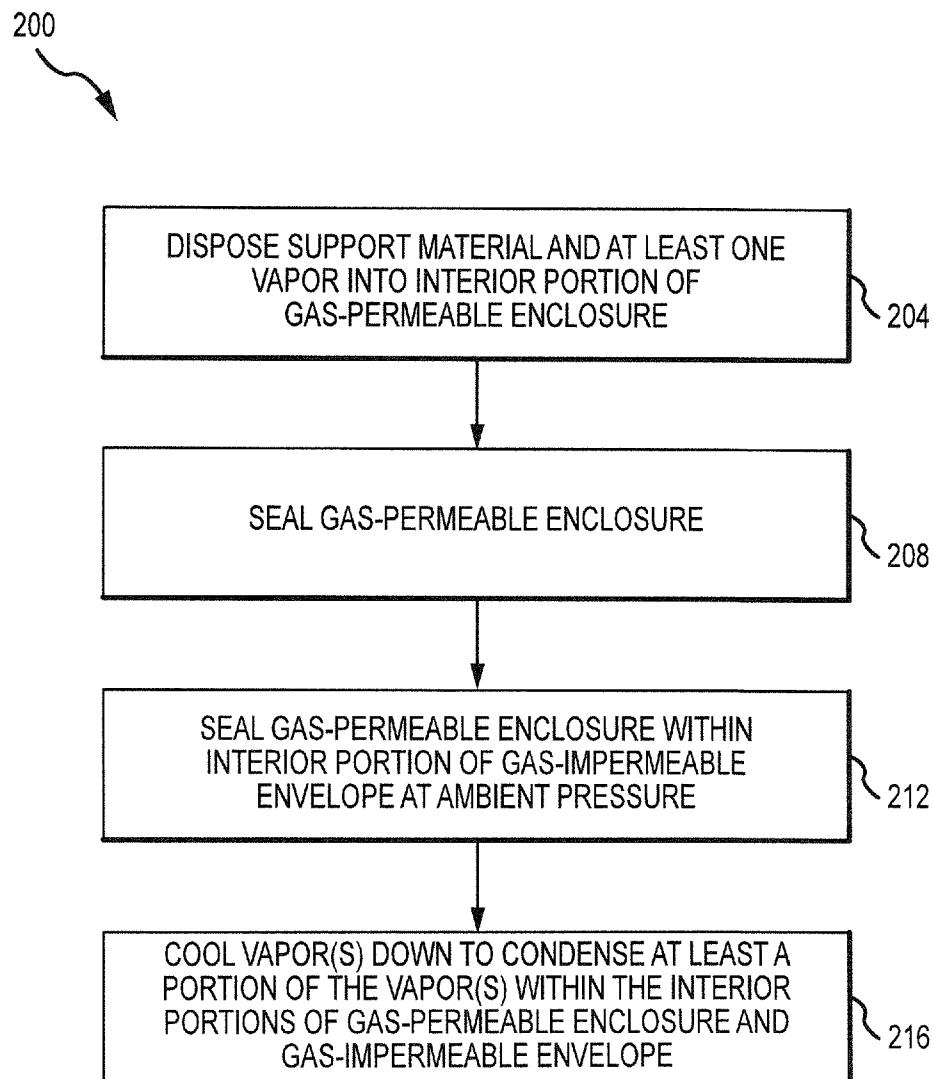 200
DISPOSE SUPPORT MATERIAL AND AT LEAST ONE
VAPOR INTO INTERIOR PORTION OF
GAS-PERMEABLE ENCLOSURE
204
SEAL GAS-PERMEABLE ENCLOSURE
208
SEAL GAS-PERMEABLE ENCLOSURE WITHIN
INTERIOR PORTION OF GAS-IMPERMEABLE
ENVELOPE AT AMBIENT PRESSURE
212
COOL VAPOR(S) DOWN TO CONDENSE AT LEAST A
PORTION OF THE VAPOR(S) WITHIN THE INTERIOR
PORTIONS OF GAS-PERMEABLE ENCLOSURE AND
GAS-IMPERMEABLE ENVELOPE
216